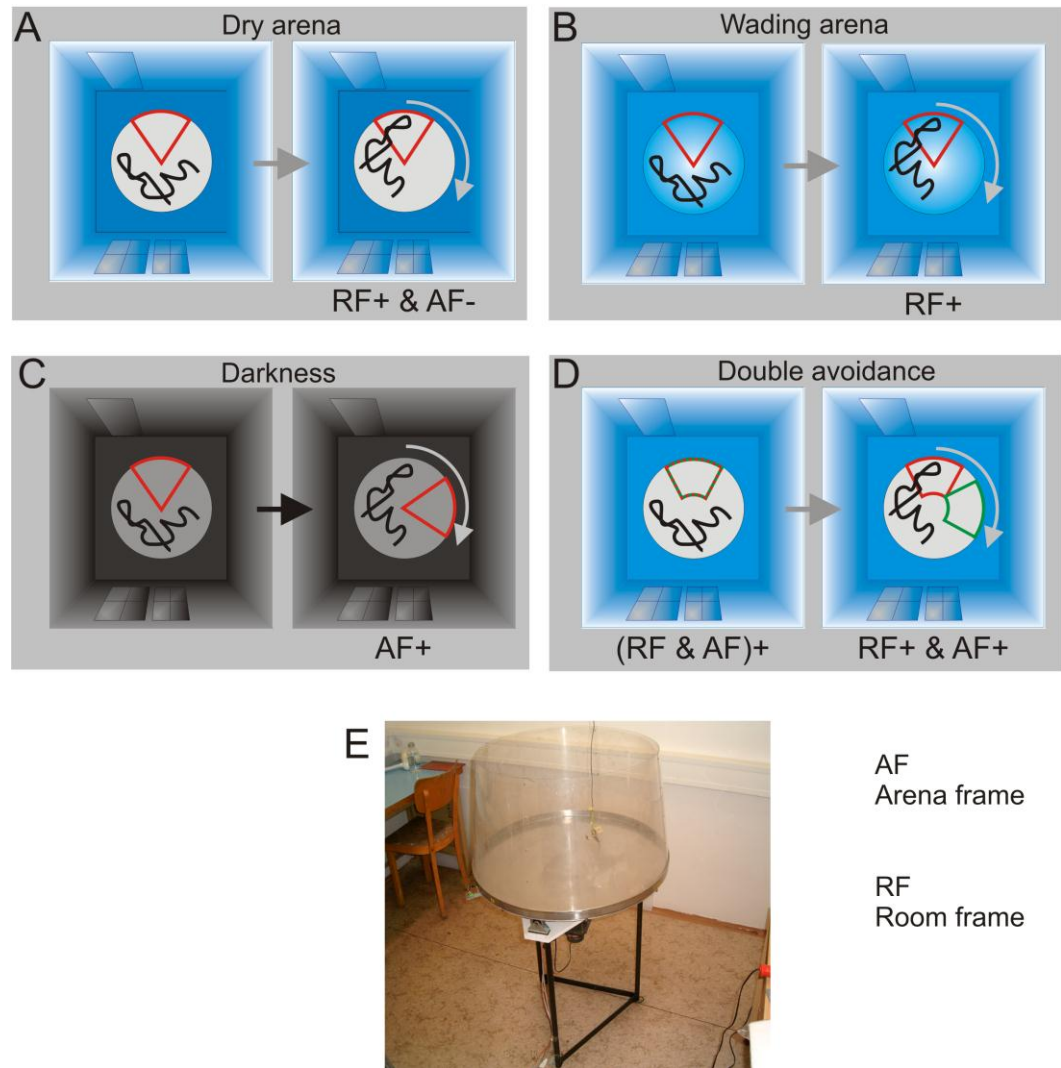 A
Dry arena
RF+ & AF-
B
Wading arena
RF+
C
Darkness
AF+
D
Double avoidance
(RF & AF)+
RF+ & AF+
E
AF
Arena frame
RF
Room frame